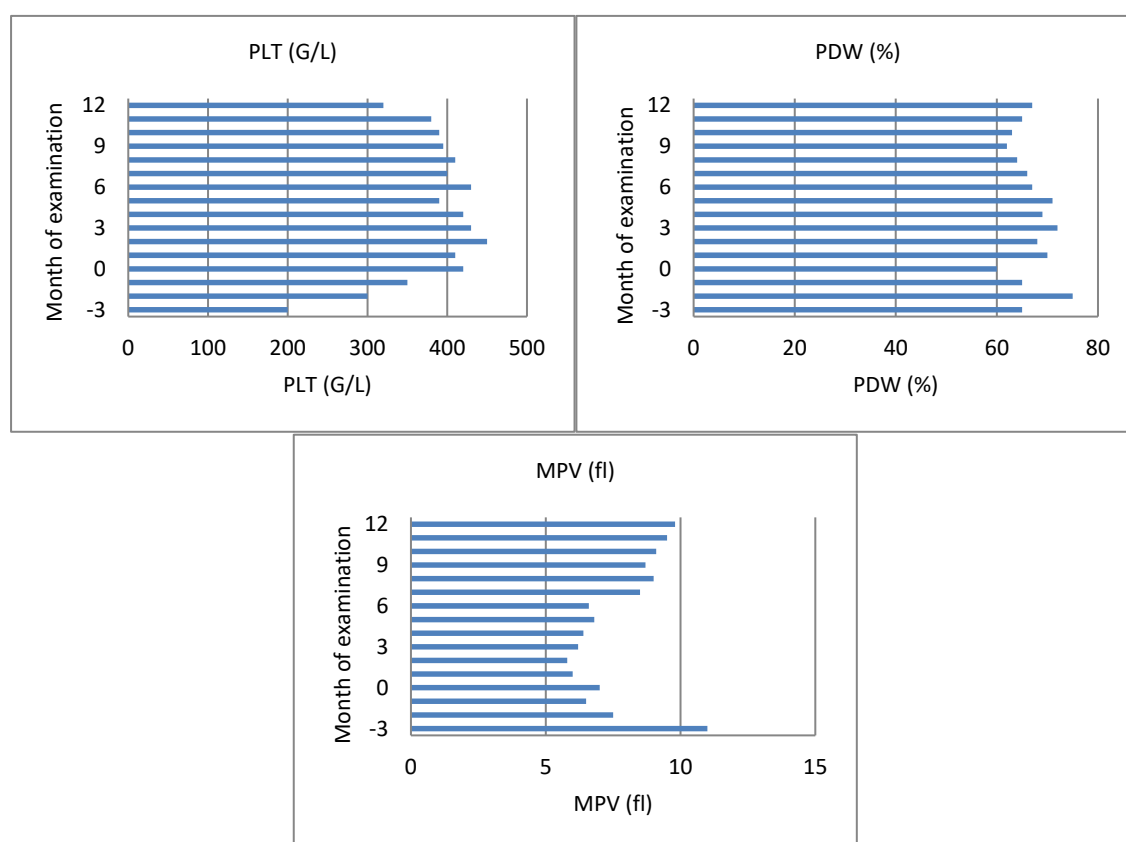 PLT (G/L)
Month of examination
12
9
6
3
0
-3
0 100 200 300 400 500
PLT (G/L)
PDW (%)
Month of examination
12
9
6
3
0
-3
0 20 40 60 80
PDW (%)
MPV (fl)
Month of examination
12
9
6
3
0
-3
0 5 10 15
MPV (fl)